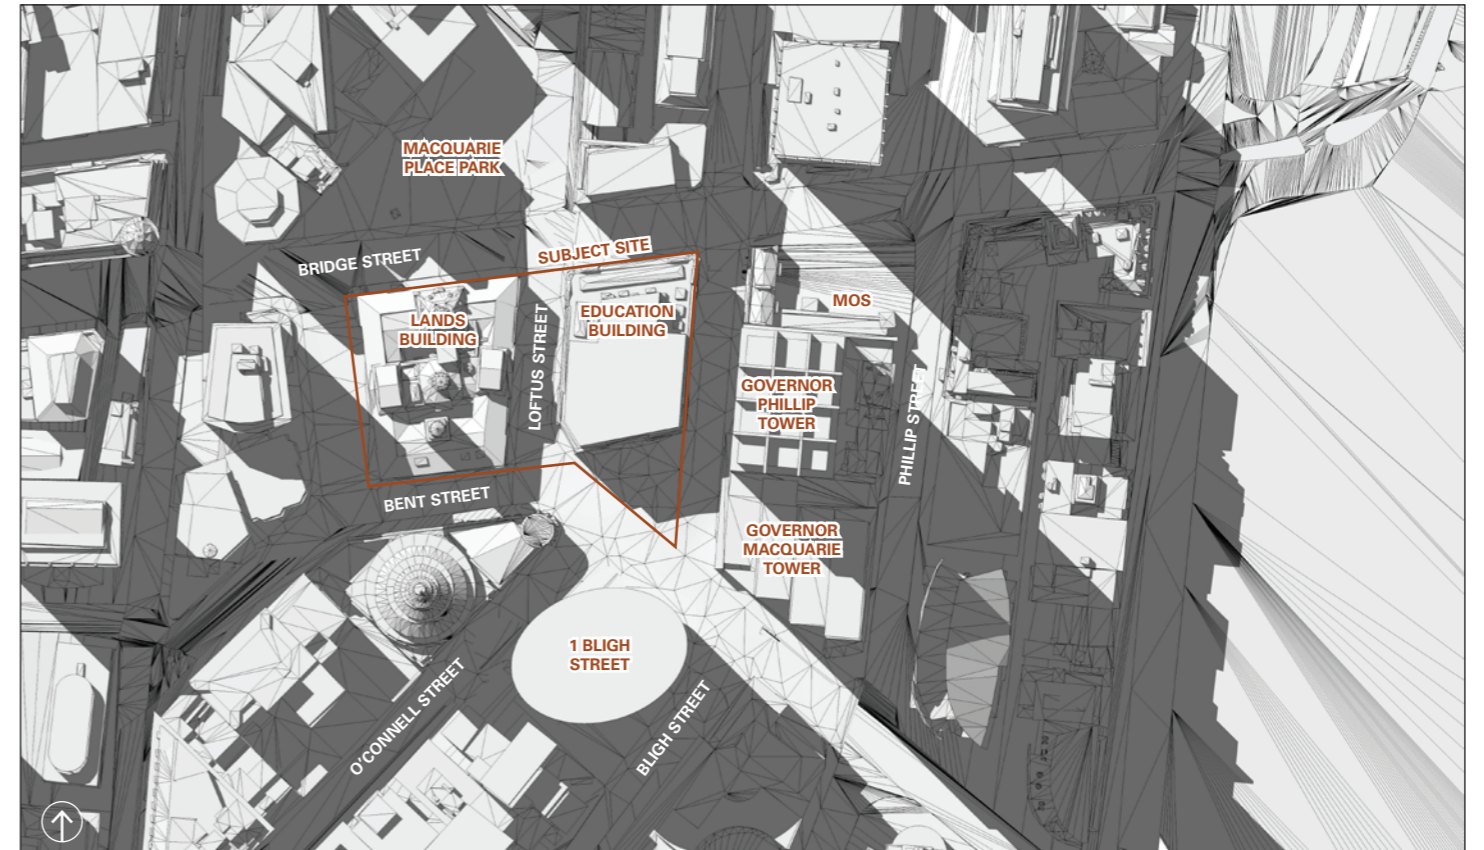 MACQUARIE
PLACE PARK
BRIDGE STREET
SUBJECT SITE
LANDS
BUILDING
LOFTUS STREET
EDUCATION
BUILDING
MOS
GOVERNOR
PHILLIP
TOWER
PHILLIP STREET
BENT STREET
GOVERNOR
MACQUARIE
TOWER
1 BLIGH
STREET
O'CONNELL STREET
BLIGH STREET